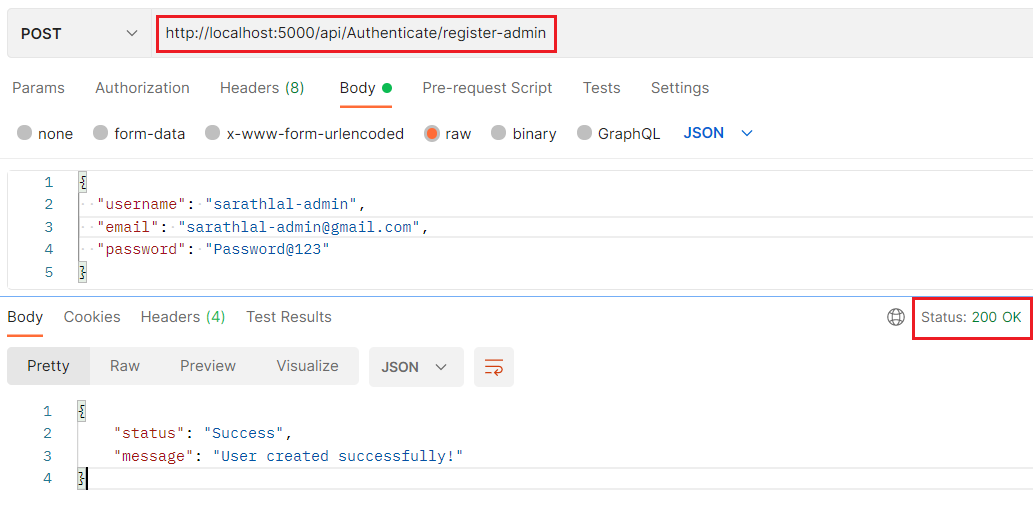 POST http://localhost:5000/api/Authenticate/register-admin
Params Authorization Headers (8) Body Pre-request Script Tests Settings
none form-data x-www-form-urlencoded raw binary GraphQL JSON
1 {
2 "username": "sarathlal-admin",
3 "email": "sarathlal-admin@gmail.com",
4 "password": "Password@123"
5 }
Body Cookies Headers (4) Test Results Status: 200 OK
Pretty Raw Preview Visualize JSON
1 {
2 "status": "Success",
3 "message": "User created successfully!"
4 }